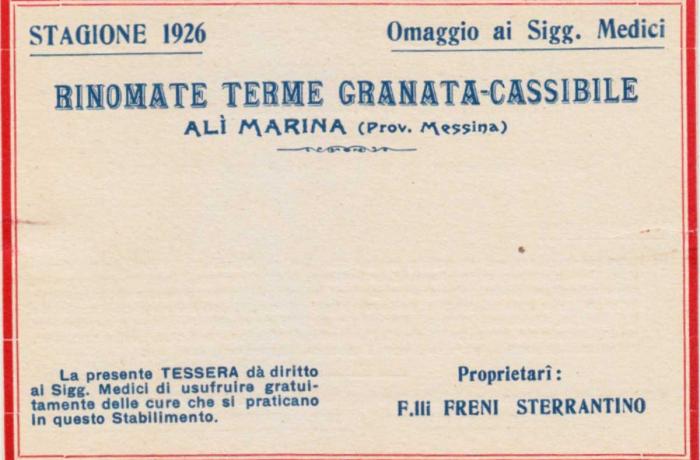 STAGIONE 1926
Omaggio ai Sigg. Medici
RINOMATE TERME GRANATA-CASSIBILE
ALÌ MARINA (Prov. Messina)
La presente TESSERA dà diritto
ai Sigg. Medici di usufruire gratui-
tamente delle cure che si praticano
in questo Stabilimento.
Proprietarî:
F.lli FRENI STERRANTINO